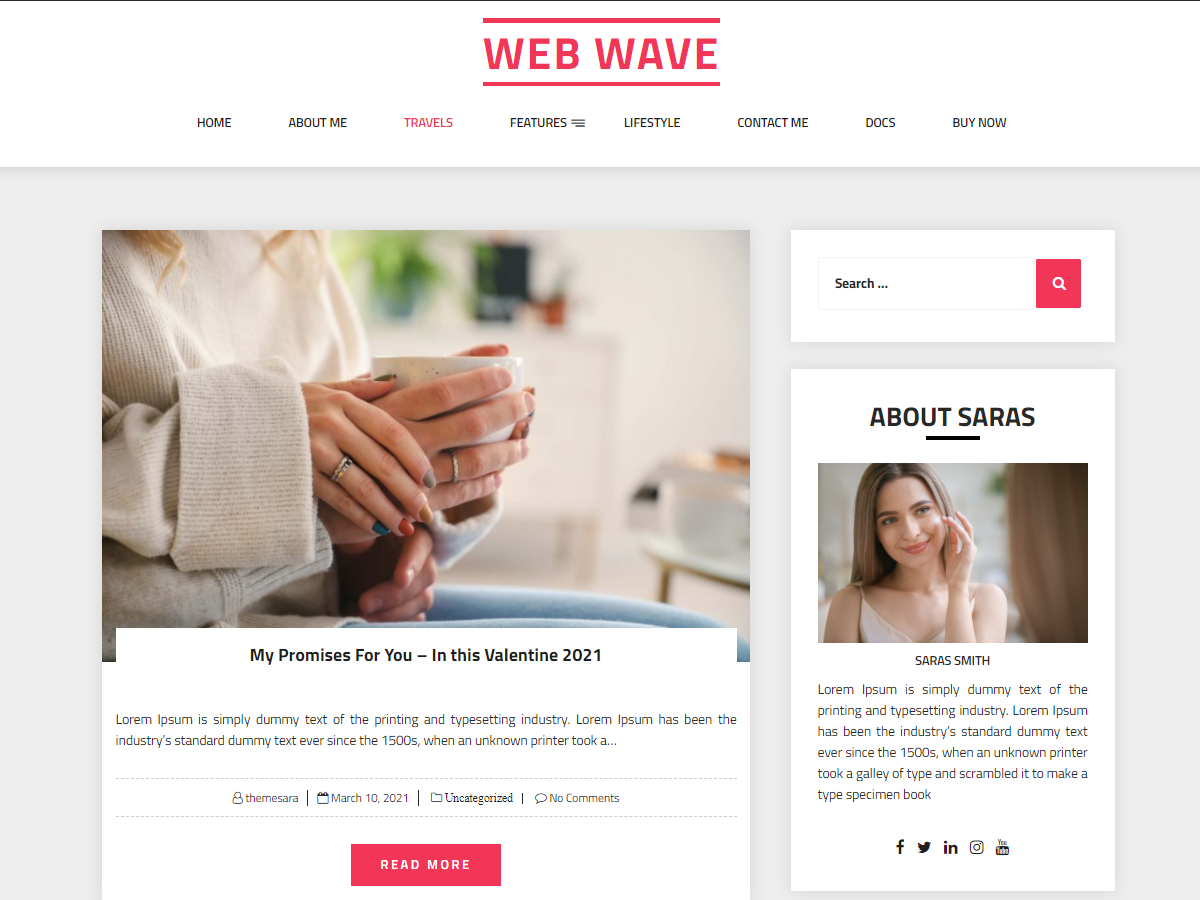 WEB WAVE
HOME ABOUT ME TRAVELS FEATURES LIFESTYLE CONTACT ME DOCS BUY NOW
My Promises For You – In this Valentine 2021
Lorem Ipsum is simply dummy text of the printing and typesetting industry. Lorem Ipsum has been the
industry’s standard dummy text ever since the 1500s, when an unknown printer took a…
themesara March 10, 2021 Uncategorized No Comments
READ MORE
Search ...
ABOUT SARAS
SARAS SMITH
Lorem Ipsum is simply dummy text of the
printing and typesetting industry. Lorem Ipsum
has been the industry’s standard dummy text
ever since the 1500s, when an unknown printer
took a galley of type and scrambled it to make a
type specimen book
You Tube